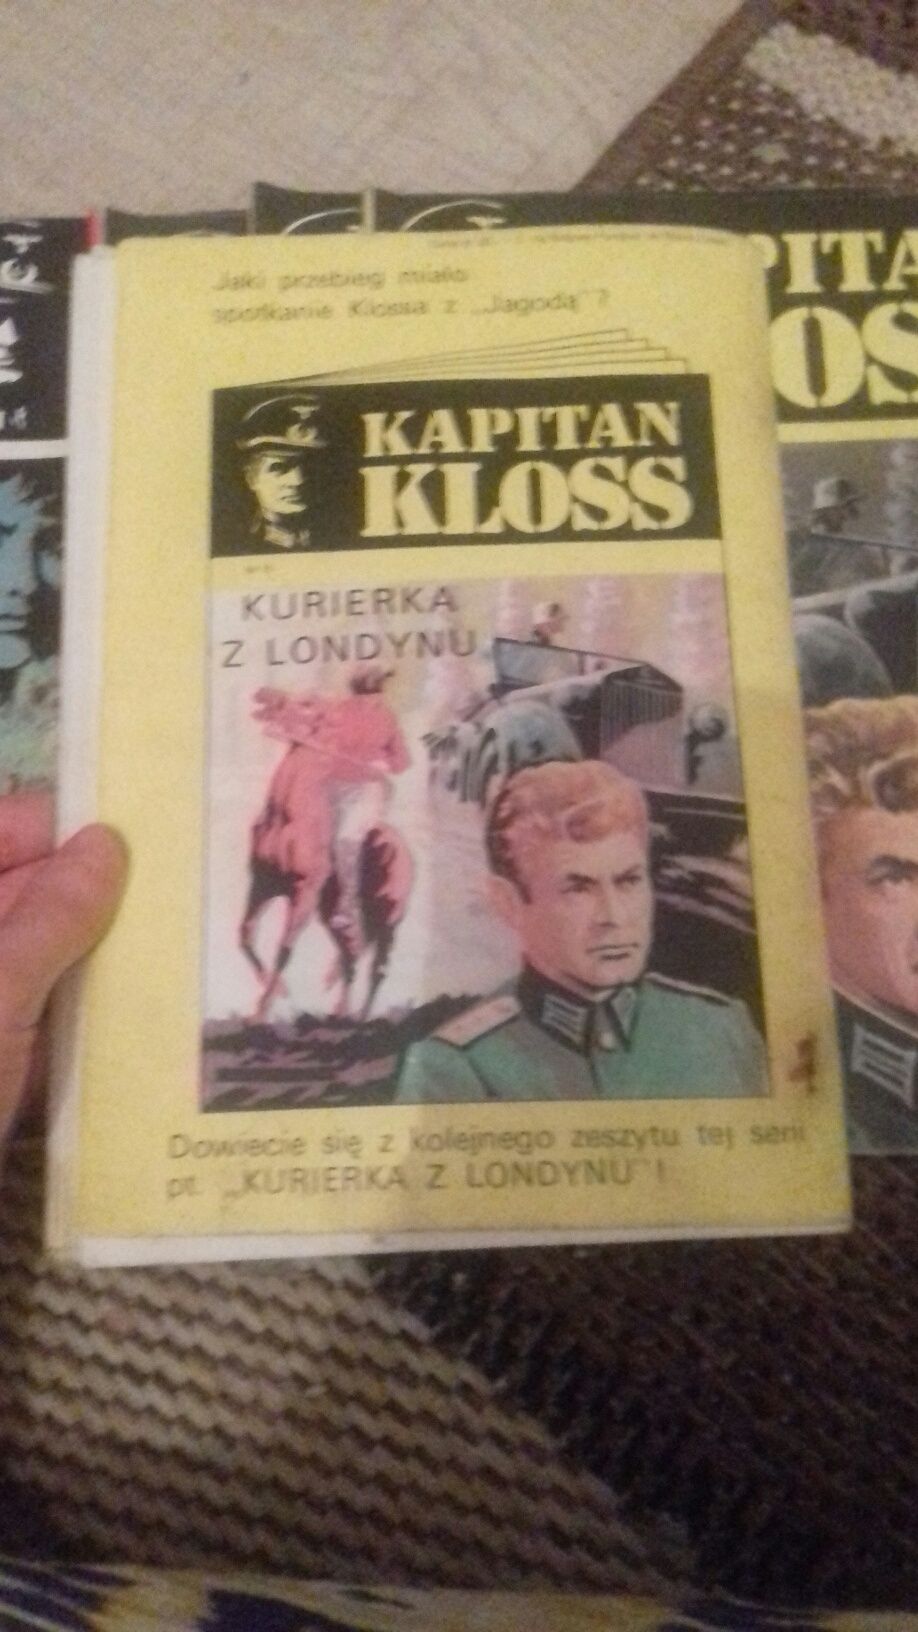 Jaki przebieg miało
spotkanie Klossa z „Jagodą"?
KAPITAN
KLOSS
KURIERKA
Z LONDYNU
Dowiecie się z kolejnego zeszytu tej serii
pt. „KURIERKA Z LONDYNU"!
PITA
OS